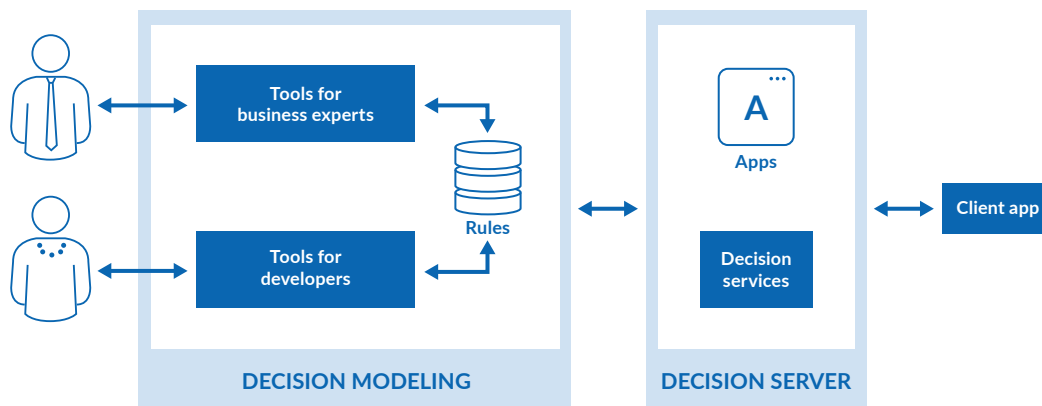 Tools for
business experts
Rules
Tools for
developers
DECISION MODELING
A
Apps
Decision
services
DECISION SERVER
Client app